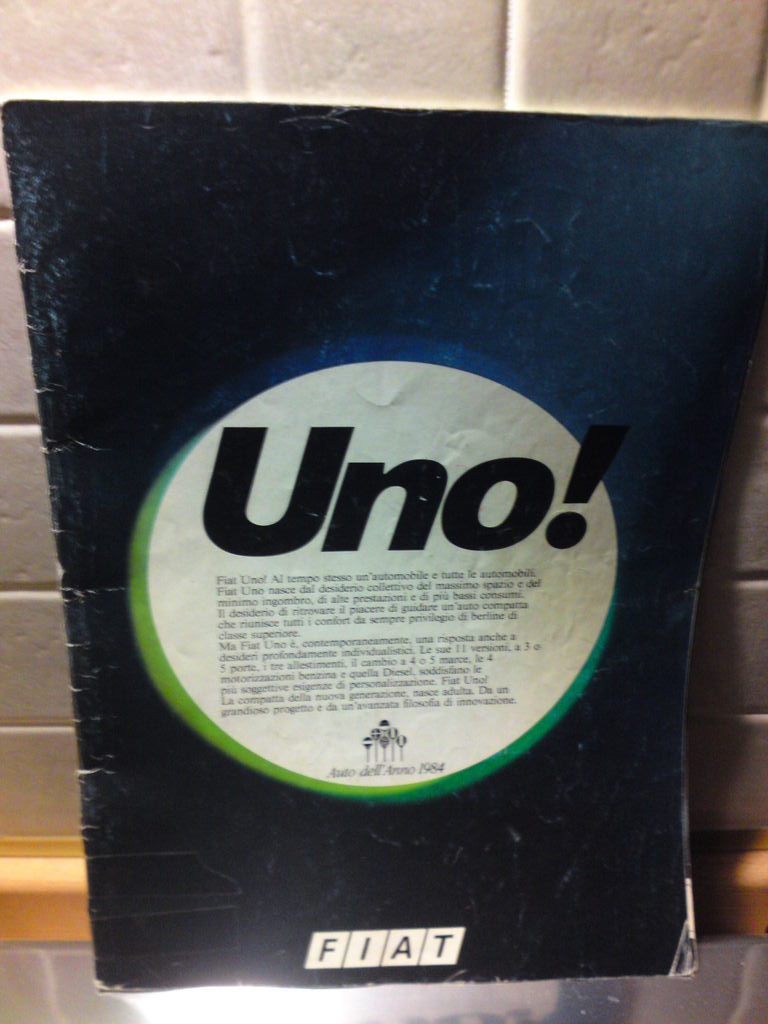 Uno!
Fiat Uno! Al tempo stesso un'automobile e tutte le automobili.
Fiat Uno nasce dal desiderio collettivo del massimo spazio e del
minimo ingombro, di alte prestazioni e di più bassi consumi.
Il desiderio di ritrovare il piacere di guidare un'auto compatta
che riunisce tutti i confort da sempre privilegio di berline di
classe superiore.
Ma Fiat Uno è, contemporaneamente, una risposta anche a
desideri profondamente individualistici. Le sue 11 versioni, a 3 o
5 porte, i tre allestimenti, il cambio a 4 o 5 marce, le 4
motorizzazioni benzina e quella Diesel, soddisfano le
più soggettive esigenze di personalizzazione. Fiat Uno!
La compatta della nuova generazione, nasce adulta. Da un
grandioso progetto e da un'avanzata filosofia di innovazione.
Auto dell'Anno 1984
FIAT